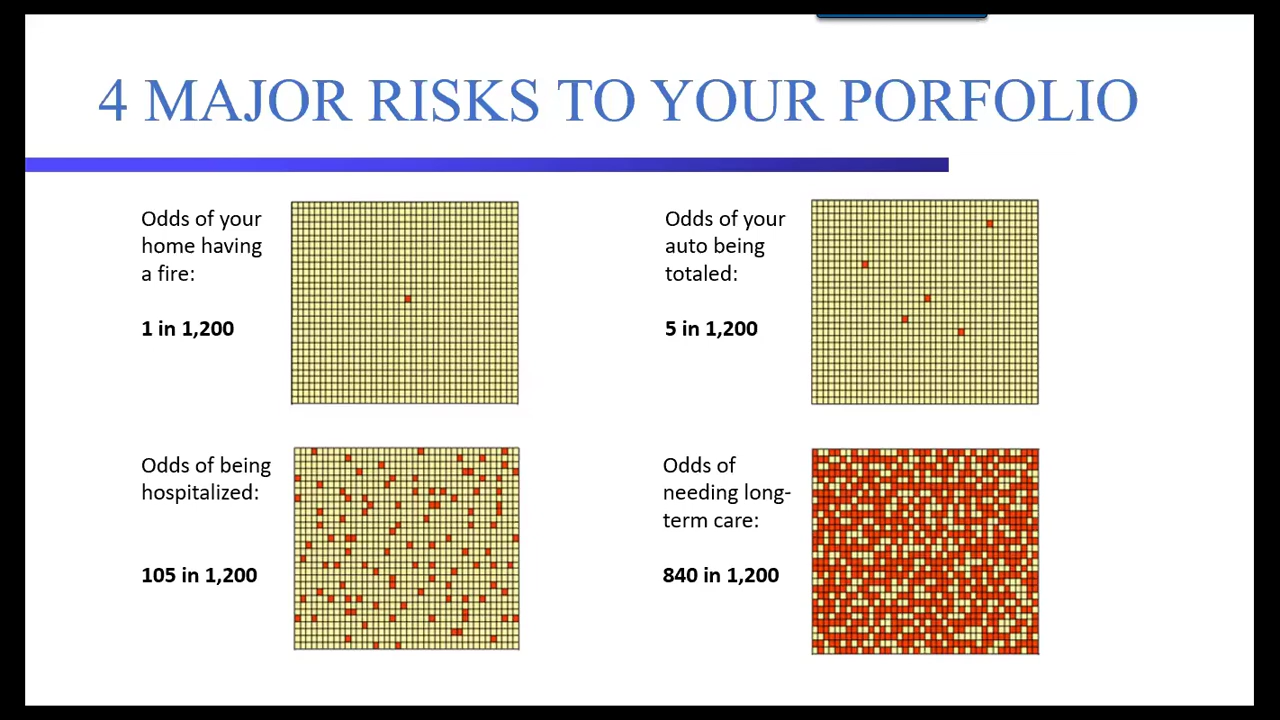 4 MAJOR RISKS TO YOUR PORFOLIO
Odds of your
home having
a fire:
1 in 1,200
Odds of your
auto being
totaled:
5 in 1,200
Odds of being
hospitalized:
105 in 1,200
Odds of
needing long-
term care:
840 in 1,200